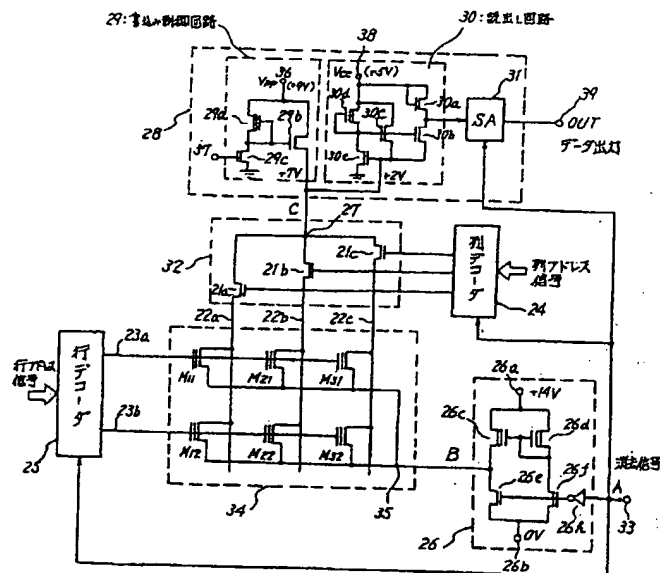 29:書込み制御回路
30:読出し回路
36
VPP (+9V)
38
VCC (+5V)
31
39
29d
29b
30d
30c
30a
30b
SA
OUT
データ出力
28
37
29c
30e
+7V
+2V
C
27
32
21c
21b
21a
列デコーダ
列アドレス信号
24
22a
22b
22c
23a
行デコーダ
行アドレス信号
M11
M21
M31
23b
26a
+14V
26c
26d
25
M12
M22
M32
B
26e
26f
A
消去信号
33
34
35
26
26h
0V
26b